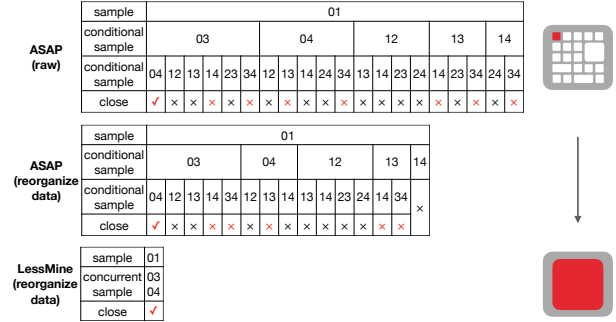 sample 01
ASAP (raw)
conditional sample 03 04 12 13 14
conditional sample 04 12 13 14 23 34 12 13 14 24 34 13 14 23 24 14 23 34 24 34
close ✓ × × × × × × × × × × × × × × × × × × ×
sample 01
ASAP (reorganize data)
conditional sample 03 04 12 13 14
conditional sample 04 12 13 14 34 12 13 14 13 14 23 24 14 34 ×
close ✓ × × × × × × × × × × × × ×
sample 01
LessMine (reorganize data)
concurrent sample 03 04
close ✓